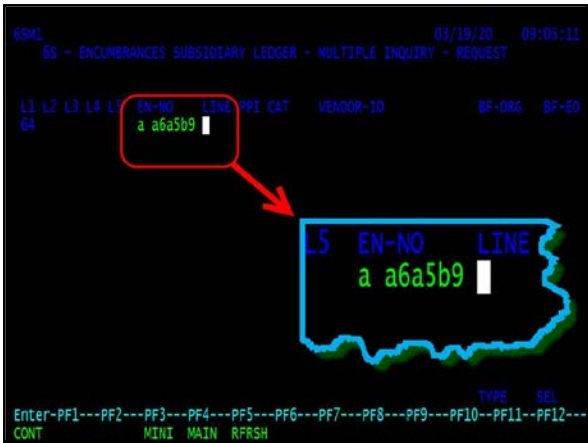 6SM1 03/19/20 09:05:11
6S - ENCUMBRANCES SUBSIDIARY LEDGER - MULTIPLE INQUIRY - REQUEST
L1 L2 L3 L4 L5 EN-NO LINE PPI CAT VENDOR-ID BF-ORG BF-EO
64 a a6a5b9
L5 EN-NO LINE
a a6a5b9
TYPE SEL
Enter-PF1---PF2---PF3---PF4---PF5---PF6---PF7---PF8---PF9---PF10--PF11--PF12---
CONT MINI MAIN RFRSH